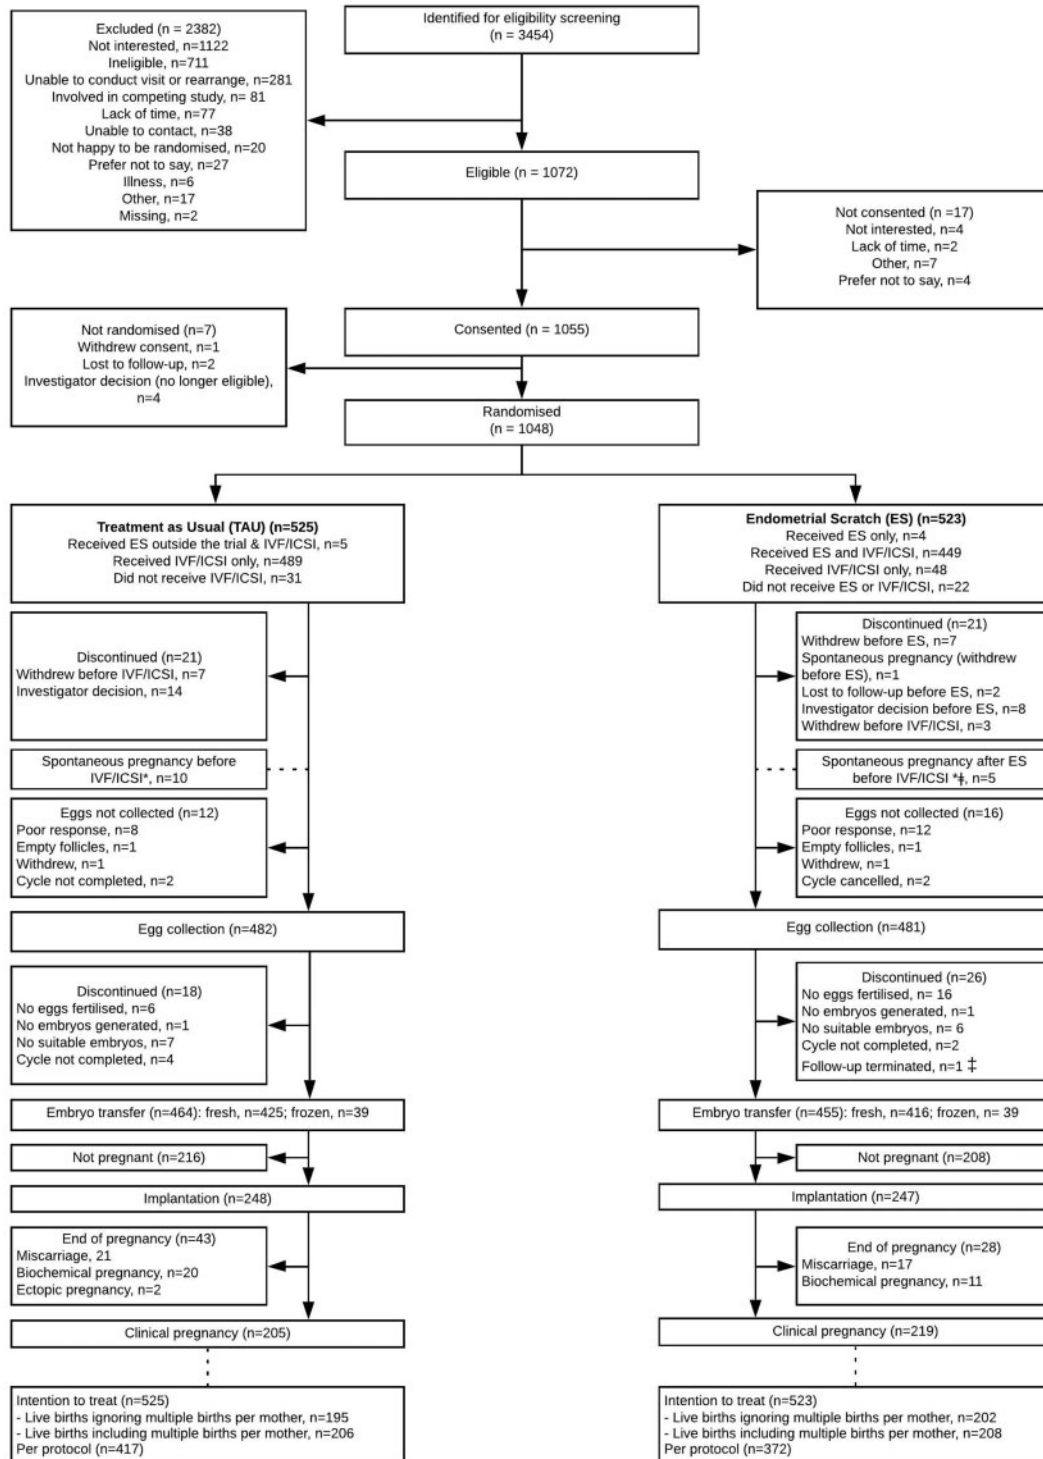 Identified for eligibility screening
(n = 3454)
Excluded (n = 2382)
Not interested, n=1122
Ineligible, n=711
Unable to conduct visit or rearrange, n=281
Involved in competing study, n= 81
Lack of time, n=77
Unable to contact, n=38
Not happy to be randomised, n=20
Prefer not to say, n=27
Illness, n=6
Other, n=17
Missing, n=2
Eligible (n = 1072)
Not consented (n =17)
Not interested, n=4
Lack of time, n=2
Other, n=7
Prefer not to say, n=4
Consented (n = 1055)
Not randomised (n=7)
Withdrew consent, n=1
Lost to follow-up, n=2
Investigator decision (no longer eligible),
n=4
Randomised
(n = 1048)
Treatment as Usual (TAU) (n=525)
Received ES outside the trial & IVF/ICSI, n=5
Received IVF/ICSI only, n=489
Did not receive IVF/ICSI, n=31
Discontinued (n=21)
Withdrew before IVF/ICSI, n=7
Investigator decision, n=14
Spontaneous pregnancy before
IVF/ICSI*, n=10
Eggs not collected (n=12)
Poor response, n=8
Empty follicles, n=1
Withdrew, n=1
Cycle not completed, n=2
Egg collection (n=482)
Discontinued (n=18)
No eggs fertilised, n=6
No embryos generated, n=1
No suitable embryos, n=7
Cycle not completed, n=4
Embryo transfer (n=464): fresh, n=425; frozen, n=39
Not pregnant (n=216)
Implantation (n=248)
End of pregnancy (n=43)
Miscarriage, 21
Biochemical pregnancy, n=20
Ectopic pregnancy, n=2
Clinical pregnancy (n=205)
Intention to treat (n=525)
- Live births ignoring multiple births per mother, n=195
- Live births including multiple births per mother, n=206
Per protocol (n=417)
Endometrial Scratch (ES) (n=523)
Received ES only, n=4
Received ES and IVF/ICSI, n=449
Received IVF/ICSI only, n=48
Did not receive ES or IVF/ICSI, n=22
Discontinued (n=21)
Withdrew before ES, n=7
Spontaneous pregnancy (withdrew
before ES), n=1
Lost to follow-up before ES, n=2
Investigator decision before ES, n=8
Withdrew before IVF/ICSI, n=3
Spontaneous pregnancy after ES
before IVF/ICSI *ǂ, n=5
Eggs not collected (n=16)
Poor response, n=12
Empty follicles, n=1
Withdrew, n=1
Cycle cancelled, n=2
Egg collection (n=481)
Discontinued (n=26)
No eggs fertilised, n= 16
No embryos generated, n=1
No suitable embryos, n= 6
Cycle not completed, n=2
Follow-up terminated, n=1 ‡
Embryo transfer (n=455): fresh, n=416; frozen, n= 39
Not pregnant (n=208)
Implantation (n=247)
End of pregnancy (n=28)
Miscarriage, n=17
Biochemical pregnancy, n=11
Clinical pregnancy (n=219)
Intention to treat (n=523)
- Live births ignoring multiple births per mother, n=202
- Live births including multiple births per mother, n=208
Per protocol (n=372)